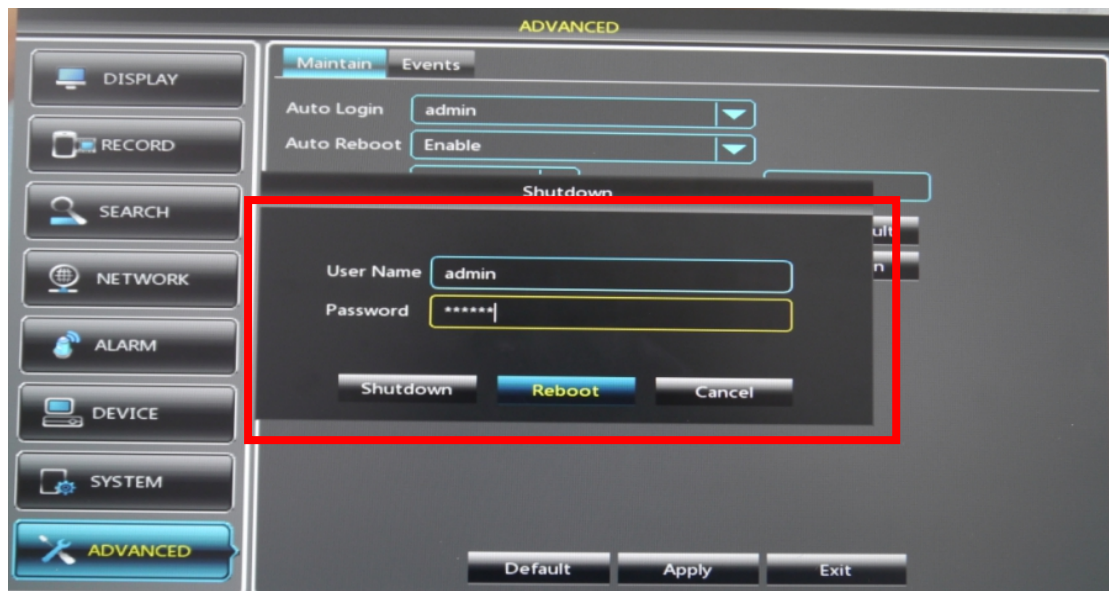 ADVANCED
DISPLAY
RECORD
SEARCH
NETWORK
ALARM
DEVICE
SYSTEM
ADVANCED
Maintain Events
Auto Login admin
Auto Reboot Enable
Shutdown
ult
n
User Name admin
Password ******
Shutdown Reboot Cancel
Default Apply Exit